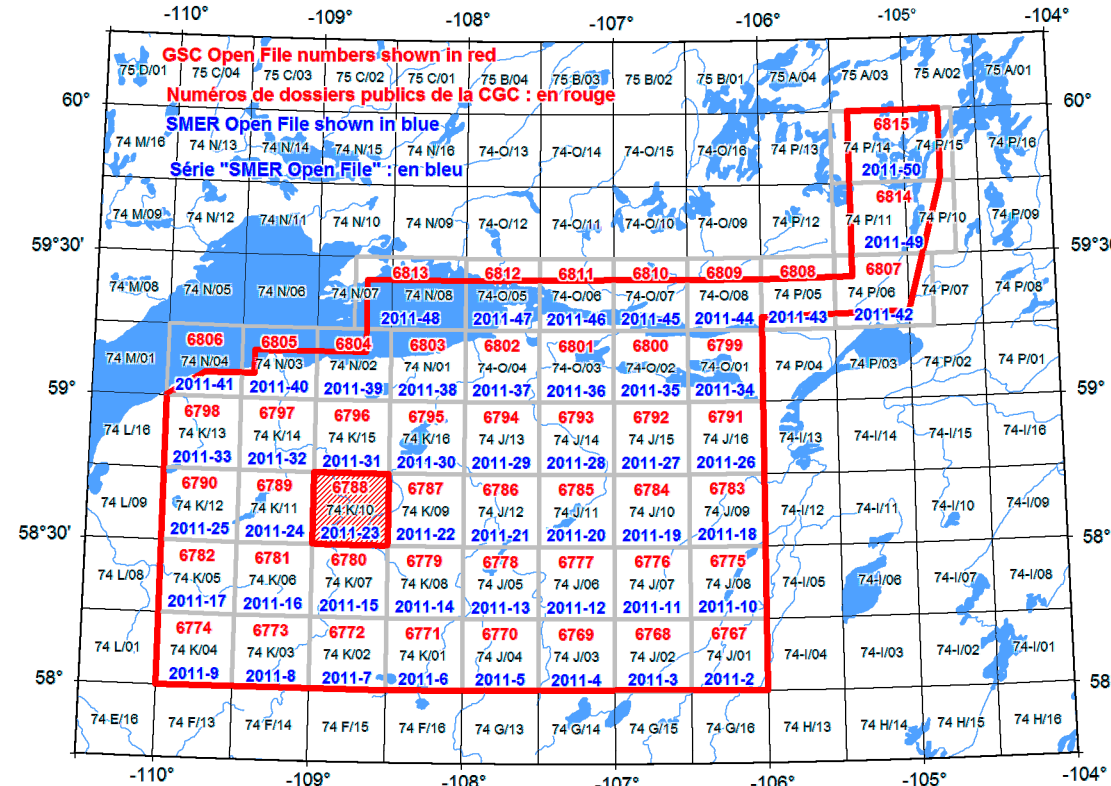 -110° -109° -108° -107° -106° -105° -104°
GSC Open File numbers shown in red
75 D/01 75 C/04 75 C/03 75 C/02 75 C/01 75 B/04 75 B/03 75 B/02 75 B/01 75 A/04 75 A/03 75 A/02 75 A/01
Numéros de dossiers publics de la CGC : en rouge
60° 60°
SMER Open File shown in blue
6815
74 M/16 74 N/13 74 N/14 74 N/15 74 N/16 74-O/13 74-O/14 74-O/15 74-O/16 74 P/13 74 P/14 74 P/15 74 P/16
Série "SMER Open File" : en bleu
2011-50
6814
74 M/09 74 N/12 74 N/11 74 N/10 74 N/09 74-O/12 74-O/11 74-O/10 74-O/09 74 P/12 74 P/11 74 P/10 74 P/09
2011-49
59°30' 59°30'
6813 6812 6811 6810 6809 6808 6807
74 M/08 74 N/05 74 N/06 74 N/07 74 N/08 74-O/05 74-O/06 74-O/07 74-O/08 74 P/05 74 P/06 74 P/07 74 P/08
2011-48 2011-47 2011-46 2011-45 2011-44 2011-43 2011-42
6806 6805 6804 6803 6802 6801 6800 6799
74 M/01 74 N/04 74 N/03 74 N/02 74 N/01 74-O/04 74-O/03 74-O/02 74-O/01 74 P/04 74 P/03 74 P/02 74 P/01
2011-41 2011-40 2011-39 2011-38 2011-37 2011-36 2011-35 2011-34
59° 59°
6798 6797 6796 6795 6794 6793 6792 6791
74 L/16 74 K/13 74 K/14 74 K/15 74 K/16 74 J/13 74 J/14 74 J/15 74 J/16 74-I/13 74-I/14 74-I/15 74-I/16
2011-33 2011-32 2011-31 2011-30 2011-29 2011-28 2011-27 2011-26
6790 6789 6788 6787 6786 6785 6784 6783
74 L/09 74 K/12 74 K/11 74 K/10 74 K/09 74 J/12 74 J/11 74 J/10 74 J/09 74-I/12 74-I/11 74-I/10 74-I/09
2011-25 2011-24 2011-23 2011-22 2011-21 2011-20 2011-19 2011-18
58°30' 58°
6782 6781 6780 6779 6778 6777 6776 6775
74 L/08 74 K/05 74 K/06 74 K/07 74 K/08 74 J/05 74 J/06 74 J/07 74 J/08 74-I/05 74-I/06 74-I/07 74-I/08
2011-17 2011-16 2011-15 2011-14 2011-13 2011-12 2011-11 2011-10
6774 6773 6772 6771 6770 6769 6768 6767
74 L/01 74 K/04 74 K/03 74 K/02 74 K/01 74 J/04 74 J/03 74 J/02 74 J/01 74-I/04 74-I/03 74-I/02 74-I/01
2011-9 2011-8 2011-7 2011-6 2011-5 2011-4 2011-3 2011-2
58° 58
74 E/16 74 F/13 74 F/14 74 F/15 74 F/16 74 G/13 74 G/14 74 G/15 74 G/16 74 H/13 74 H/14 74 H/15 74 H/16
-110° -109° -108° -107° -106° -105° -104°